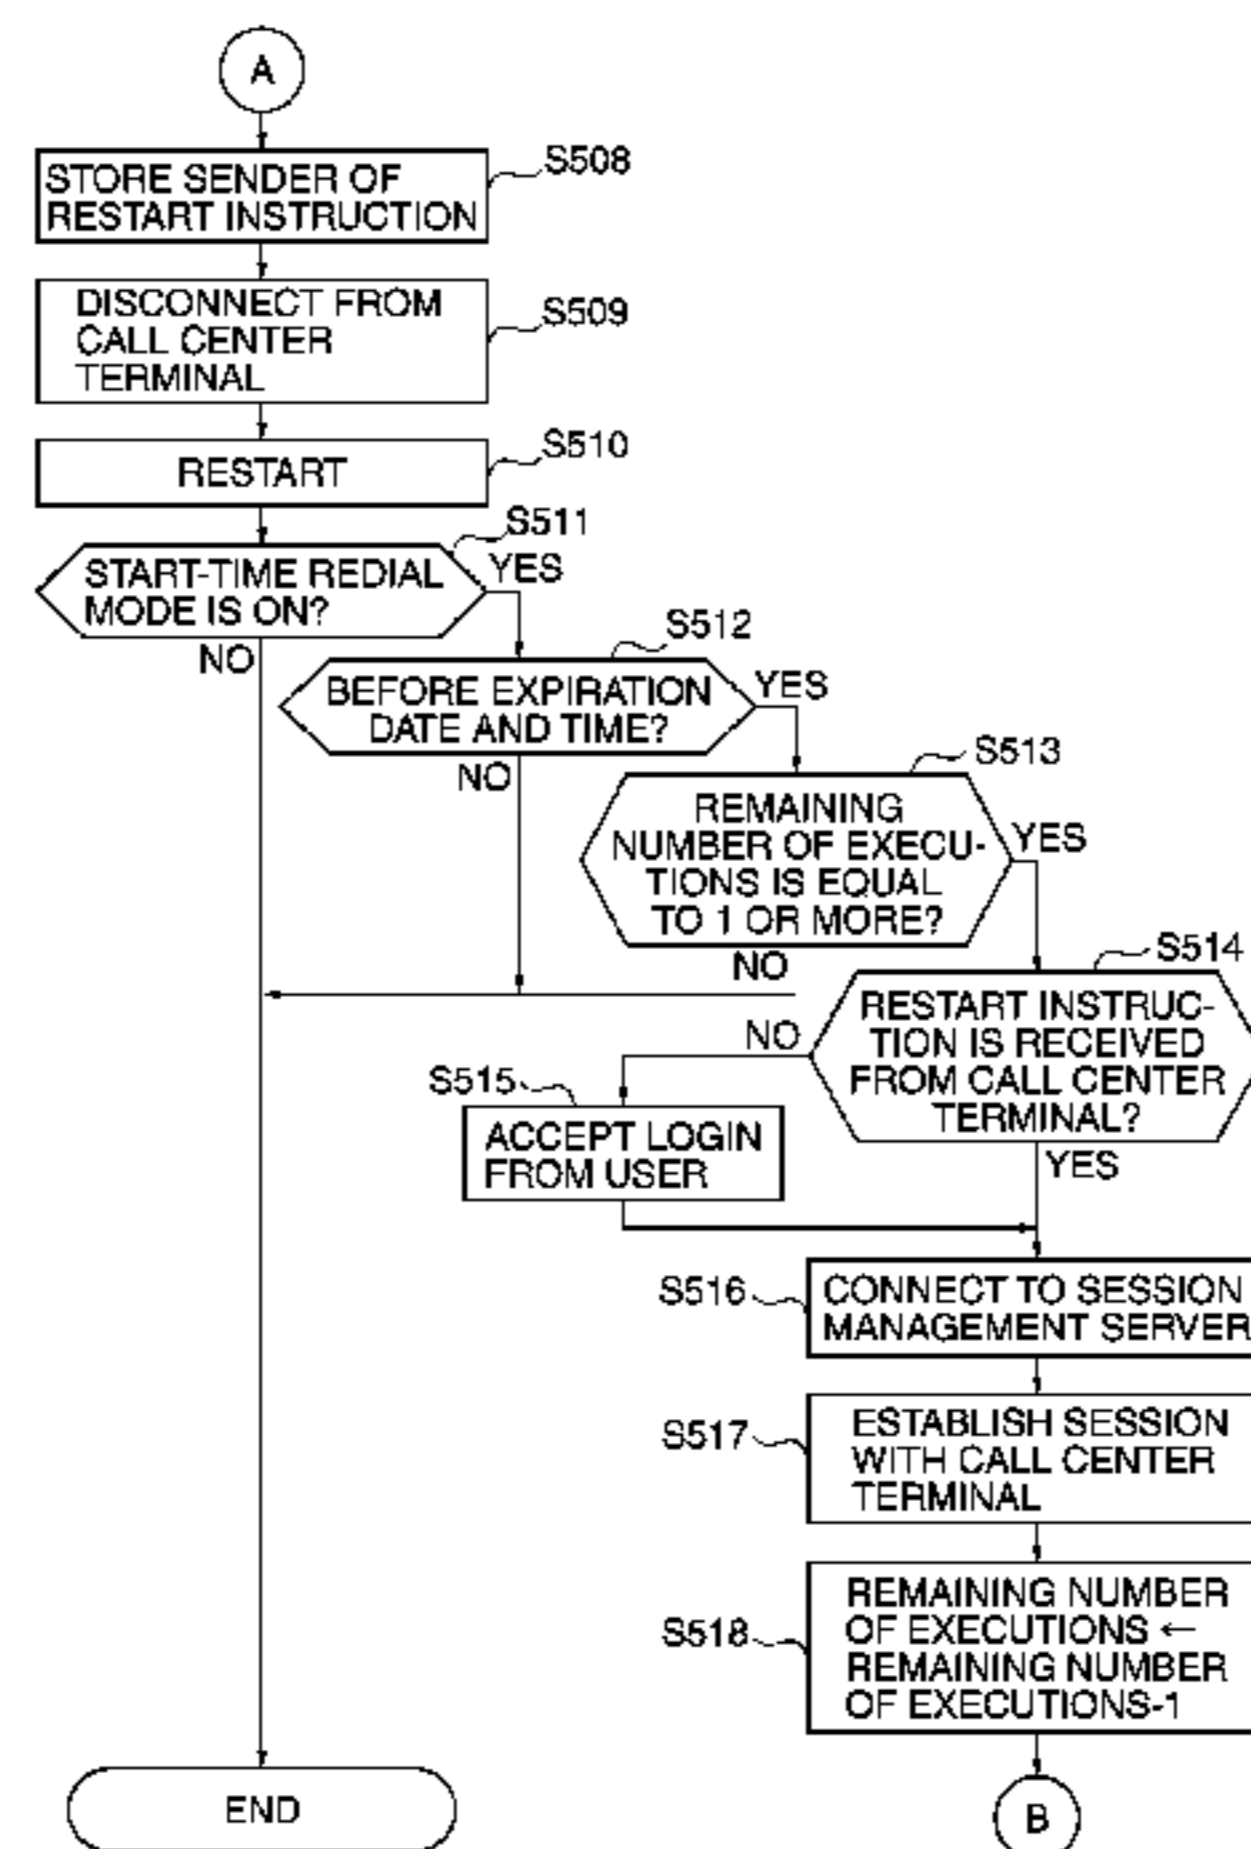 A
STORE SENDER OF
RESTART INSTRUCTION
S508
DISCONNECT FROM
CALL CENTER
TERMINAL
S509
RESTART
S510
START-TIME REDIAL
MODE IS ON?
S511
YES
NO
BEFORE EXPIRATION
DATE AND TIME?
S512
YES
NO
REMAINING
NUMBER OF EXECU-
TIONS IS EQUAL
TO 1 OR MORE?
S513
YES
NO
RESTART INSTRUC-
TION IS RECEIVED
FROM CALL CENTER
TERMINAL?
S514
NO
YES
S515
ACCEPT LOGIN
FROM USER
S516
CONNECT TO SESSION
MANAGEMENT SERVER
S517
ESTABLISH SESSION
WITH CALL CENTER
TERMINAL
S518
REMAINING NUMBER
OF EXECUTIONS ←
REMAINING NUMBER
OF EXECUTIONS-1
END
B